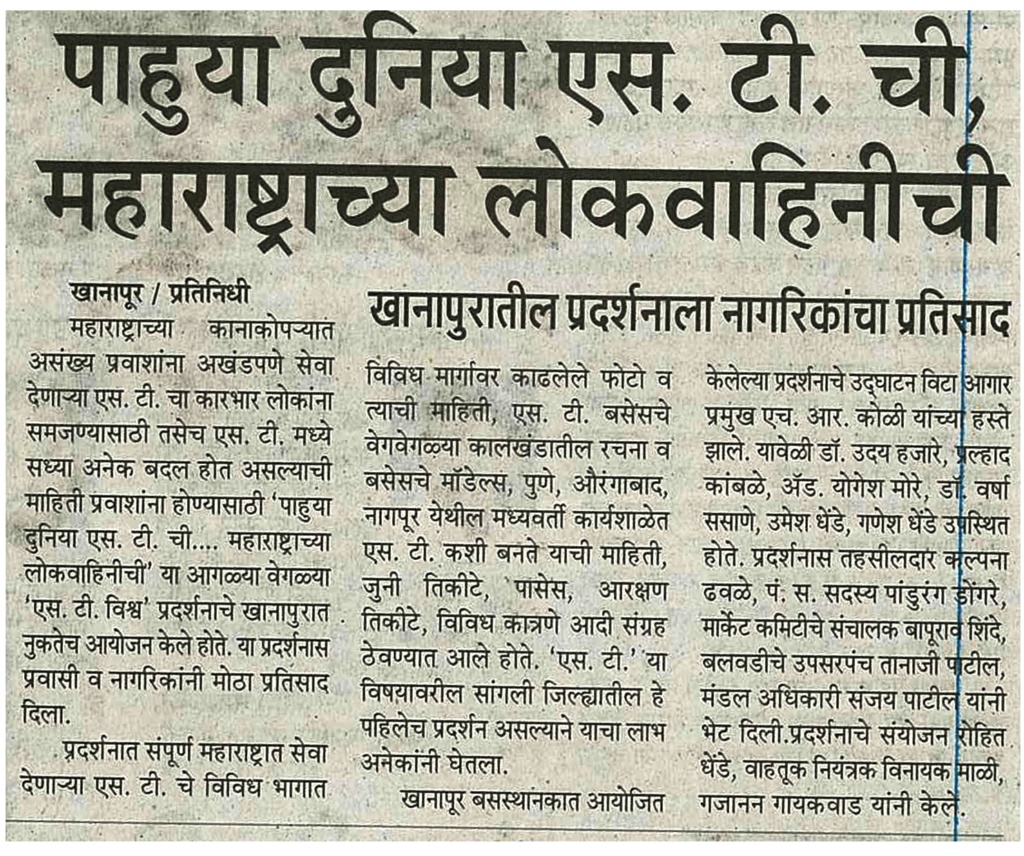 पाहुया दुनिया एस. टी. ची,
महाराष्ट्राच्या लोकवाहिनीची
खानापुरातील प्रदर्शनाला नागरिकांचा प्रतिसाद
खानापूर / प्रतिनिधी
महाराष्ट्राच्या कानाकोपऱ्यात
असंख्य प्रवाशांना अखंडपणे सेवा
देणाऱ्या एस. टी. चा कारभार लोकांना
समजण्यासाठी तसेच एस. टी. मध्ये
सध्या अनेक बदल होत असल्याची
माहिती प्रवाशांना होण्यासाठी 'पाहुया
दुनिया एस. टी. ची.... महाराष्ट्राच्या
लोकवाहिनीची' या आगळ्या वेगळ्या
'एस. टी. विश्व' प्रदर्शनाचे खानापुरात
नुकतेच आयोजन केले होते. या प्रदर्शनास
प्रवासी व नागरिकांनी मोठा प्रतिसाद
दिला.
प्रदर्शनात संपूर्ण महाराष्ट्रात सेवा
देणाऱ्या एस. टी. चे विविध भागात
विविध मार्गावर काढलेले फोटो व
त्याची माहिती, एस. टी. बसेसचे
वेगवेगळ्या कालखंडातील रचना व
बसेसचे मॉडेल्स, पुणे, औरंगाबाद,
नागपूर येथील मध्यवर्ती कार्यशाळेत
एस. टी. कशी बनते याची माहिती,
जुनी तिकीटे, पासेस, आरक्षण
तिकीटे, विविध कात्रणे आदी संग्रह
ठेवण्यात आले होते. 'एस. टी.' या
विषयावरील सांगली जिल्ह्यातील हे
पहिलेच प्रदर्शन असल्याने याचा लाभ
अनेकांनी घेतला.
खानापूर बसस्थानकात आयोजित
केलेल्या प्रदर्शनाचे उद्घाटन विटा आगार
प्रमुख एच. आर. कोळी यांच्या हस्ते
झाले. यावेळी डॉ. उदय हजारे, प्रल्हाद
कांबळे, अ‍ॅड. योगेश मोरे, डॉ. वर्षा
ससाणे, उमेश धेंडे, गणेश धेंडे उपस्थित
होते. प्रदर्शनास तहसीलदार कल्पना
ढवळे, पं. स. सदस्य पांडुरंग डोंगरे,
मार्केट कमिटीचे संचालक बापूराव शिंदे,
बलवडीचे उपसरपंच तानाजी पाटील,
मंडल अधिकारी संजय पाटील यांनी
भेट दिली.प्रदर्शनाचे संयोजन रोहित
धेंडे, वाहतूक नियंत्रक विनायक माळी,
गजानन गायकवाड यांनी केले.